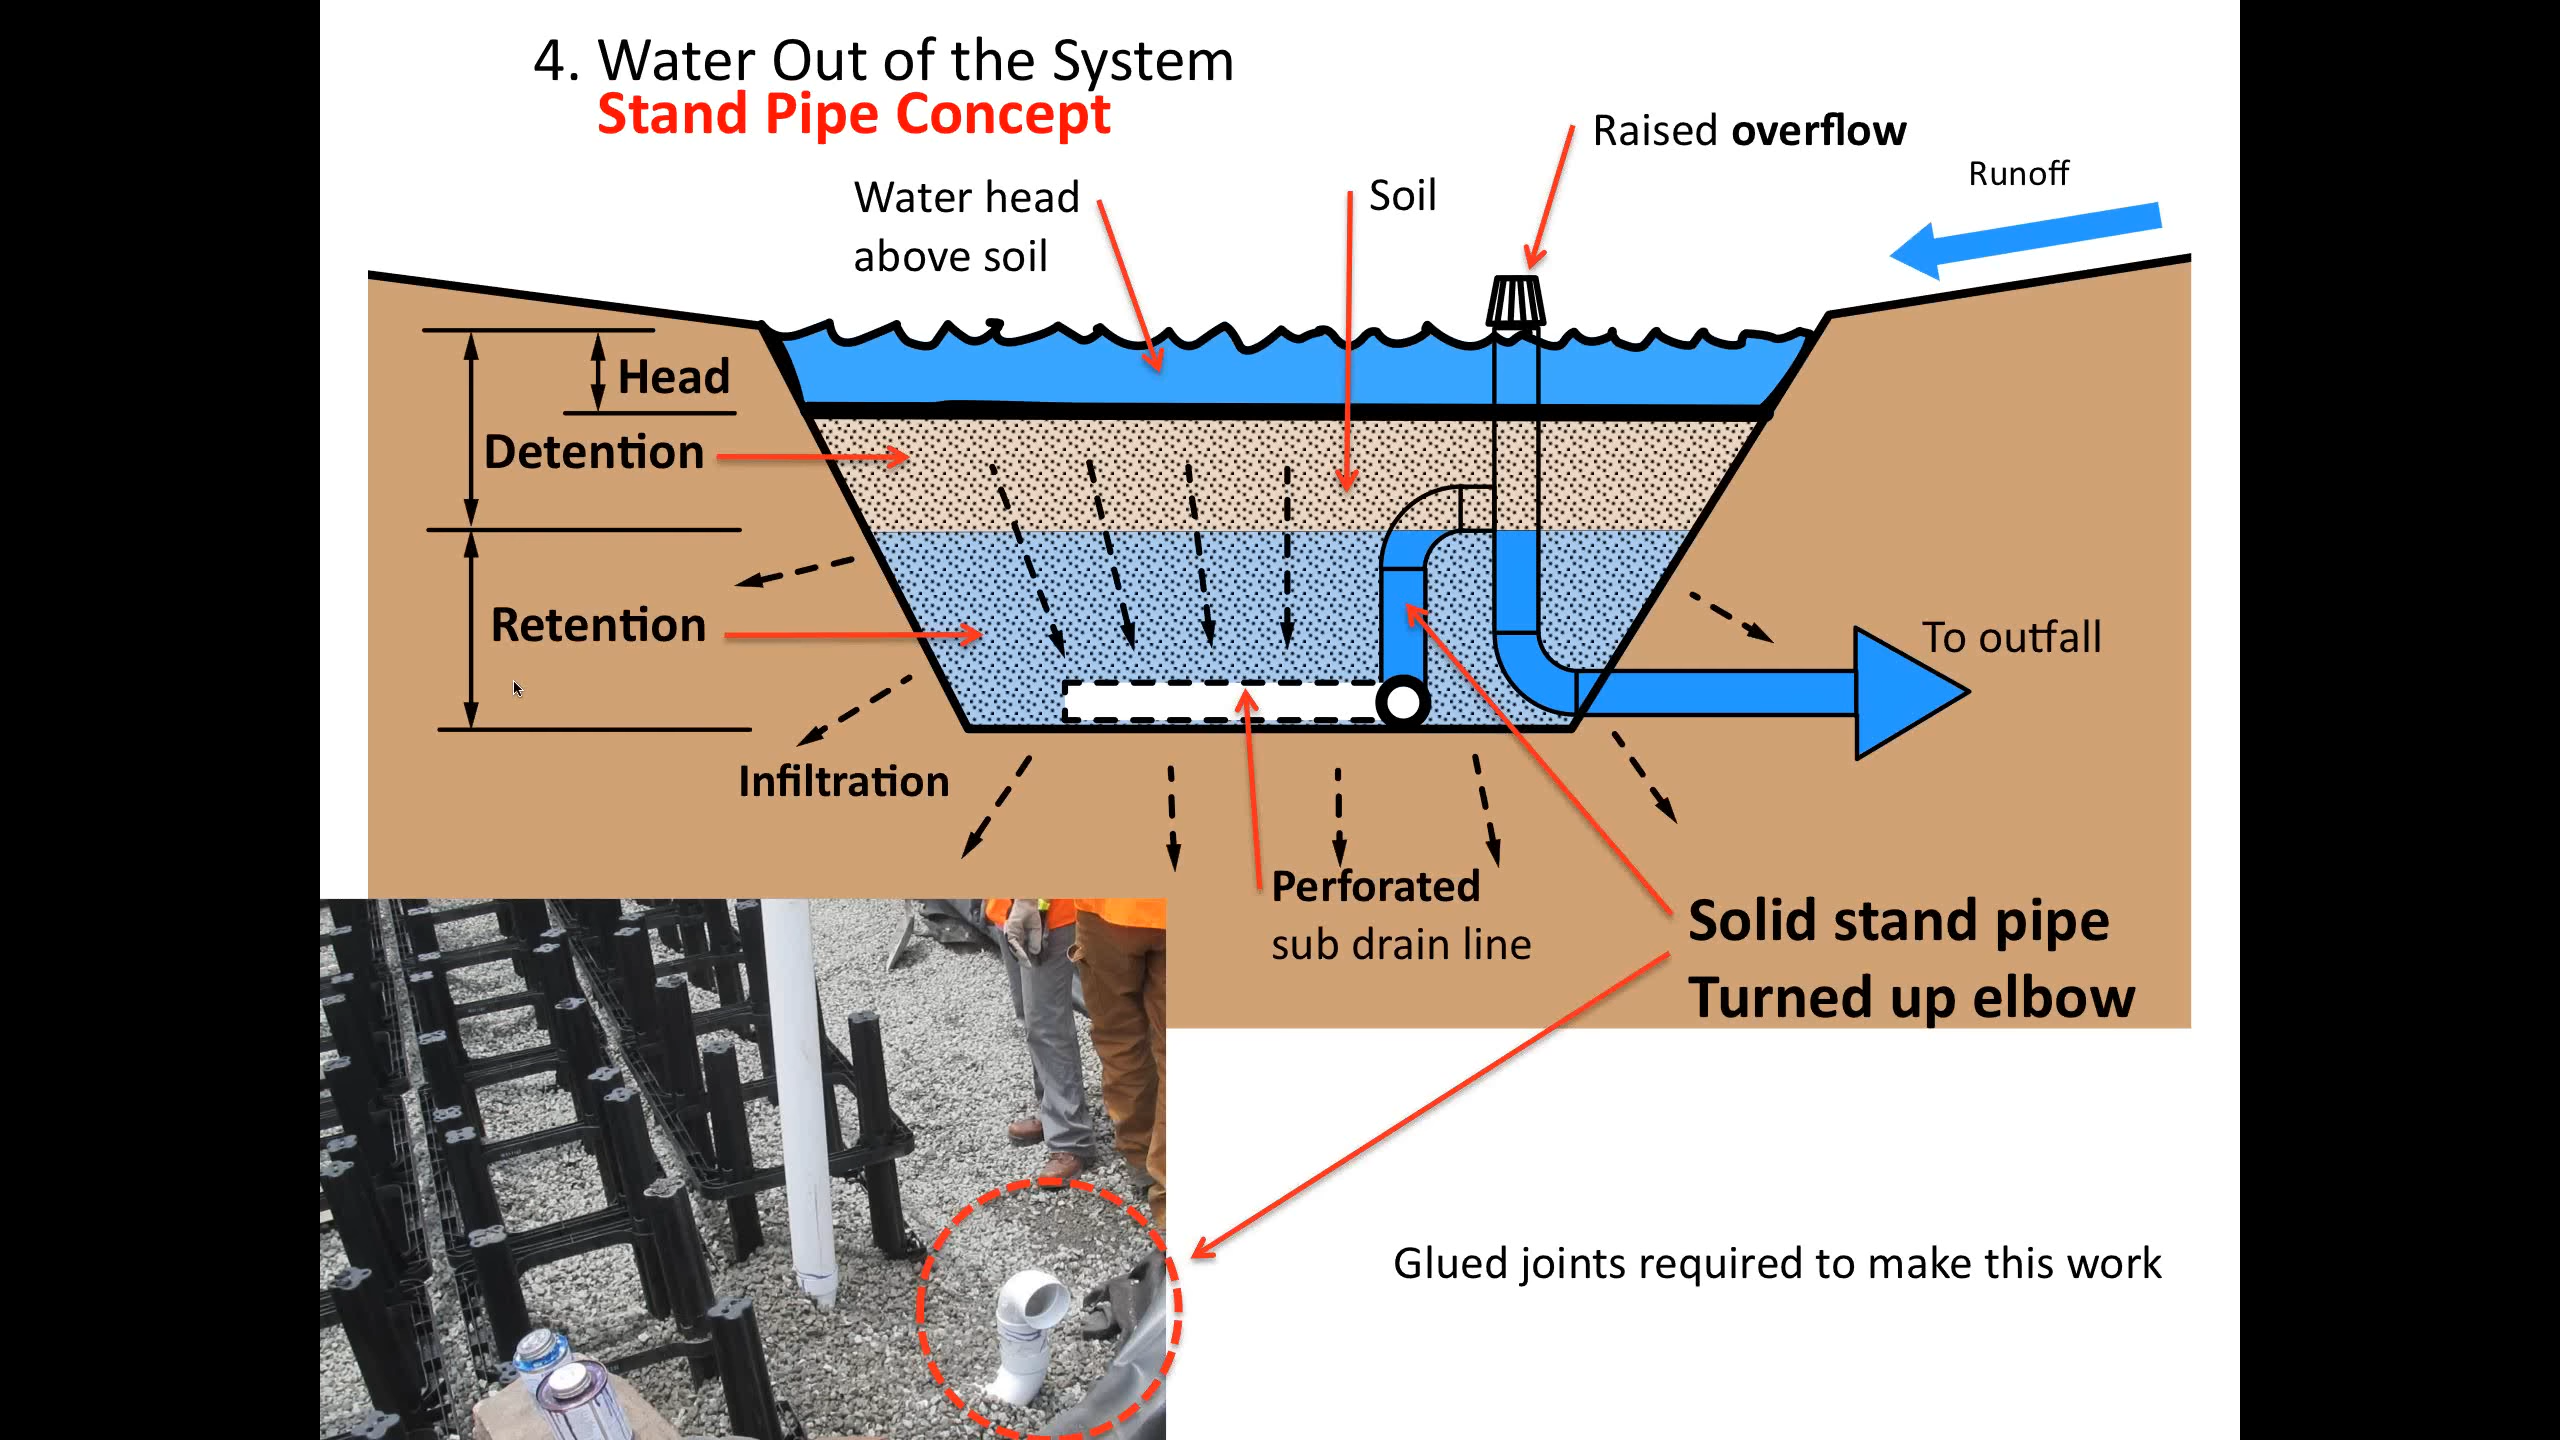 4. Water Out of the System
Stand Pipe Concept
Raised overflow
Runoff
Water head
above soil
Soil
Head
Detention
Retention
To outfall
Infiltration
Perforated
sub drain line
Solid stand pipe
Turned up elbow
Glued joints required to make this work